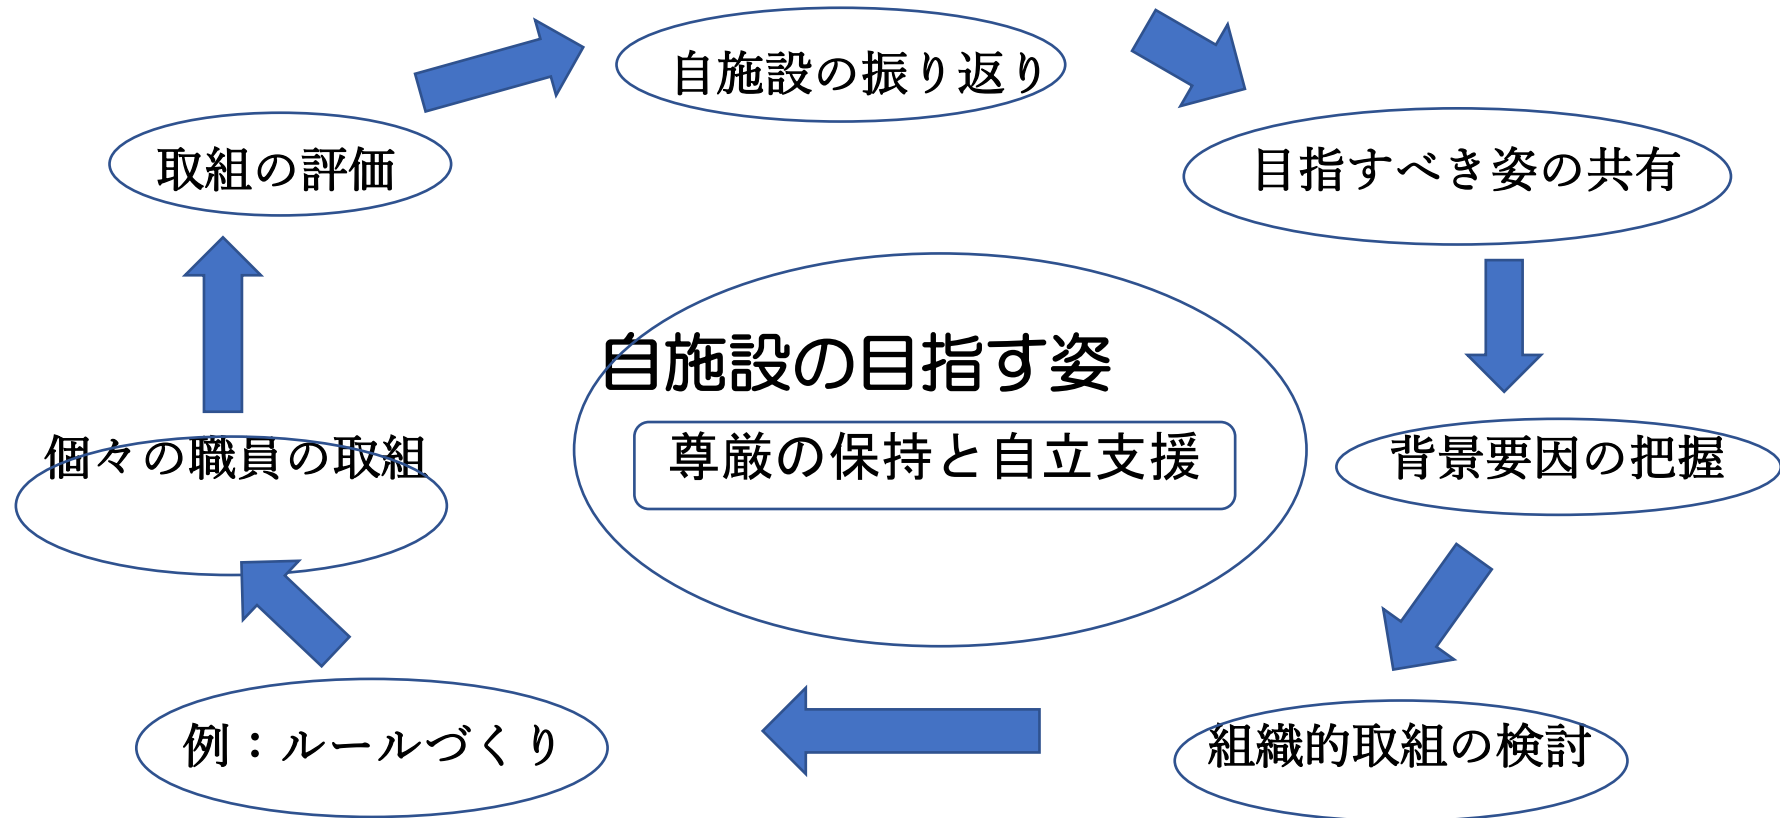 自施設の振り返り
目指すべき姿の共有
背景要因の把握
組織的取組の検討
例：ルールづくり
個々の職員の取組
取組の評価
自施設の目指す姿
尊厳の保持と自立支援